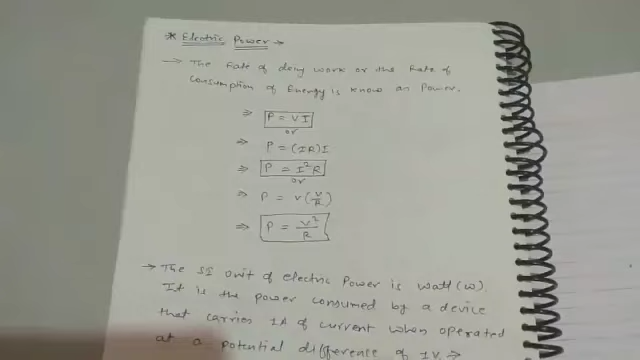 * Electric Power →
→ The Rate of doing work or the Rate of
consumption of Energy is know an Power.
⇒ P = VI
or
⇒ P = (IR)I
⇒ P = I²R
or
⇒ P = V(V/R)
⇒ P = V²/R
→ The SI unit of electric Power is watt (W).
It is the power consumed by a device
that carries 1A of current when operated
at a potential difference of 1V. ⇒